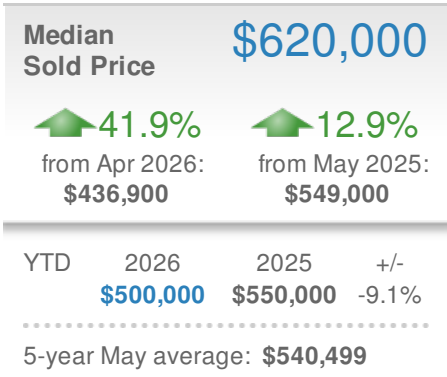 Median $620,000
Sold Price
41.9% 12.9%
from Apr 2026: from May 2025:
$436,900 $549,000
YTD 2026 2025 +/-
$500,000 $550,000 -9.1%
5-year May average: $540,499